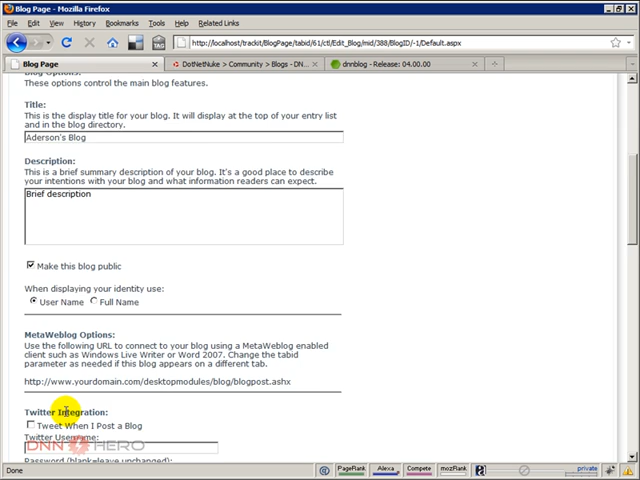 Blog Page - Mozilla Firefox
File Edit View History Bookmarks Tools Help Related Links
http://localhost/trackit/BlogPage/tabid/61/ctl/Edit_Blog/mid/388/BlogID/-1/Default.aspx
Blog Page
DotNetNuke > Community > Blogs - DN...
dnnblog - Release: 04.00.00
Blog Options:
These options control the main blog features.
Title:
This is the display title for your blog. It will display at the top of your entry list
and in the blog directory.
Aderson's Blog
Description:
This is a brief summary description of your blog. It's a good place to describe
your intentions with your blog and what information readers can expect.
Brief description
Make this blog public
When displaying your identity use:
User Name Full Name
MetaWeblog Options:
Use the following URL to connect to your blog using a MetaWeblog enabled
client such as Windows Live Writer or Word 2007. Change the tabid
parameter as needed if this blog appears on a different tab.
http://www.yourdomain.com/desktopmodules/blog/blogpost.ashx
Twitter Integration:
Tweet When I Post a Blog
Twitter Username:
DNN HERO
Password (blank=leave unchanged):
Done
PageRank Alexa Compete mozRank
private